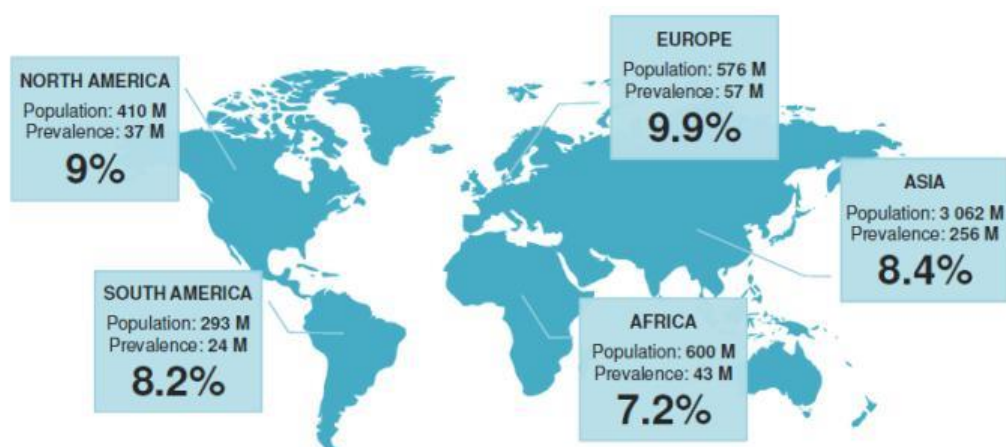 NORTH AMERICA
Population: 410 M
Prevalence: 37 M
9%
EUROPE
Population: 576 M
Prevalence: 57 M
9.9%
ASIA
Population: 3 062 M
Prevalence: 256 M
8.4%
SOUTH AMERICA
Population: 293 M
Prevalence: 24 M
8.2%
AFRICA
Population: 600 M
Prevalence: 43 M
7.2%